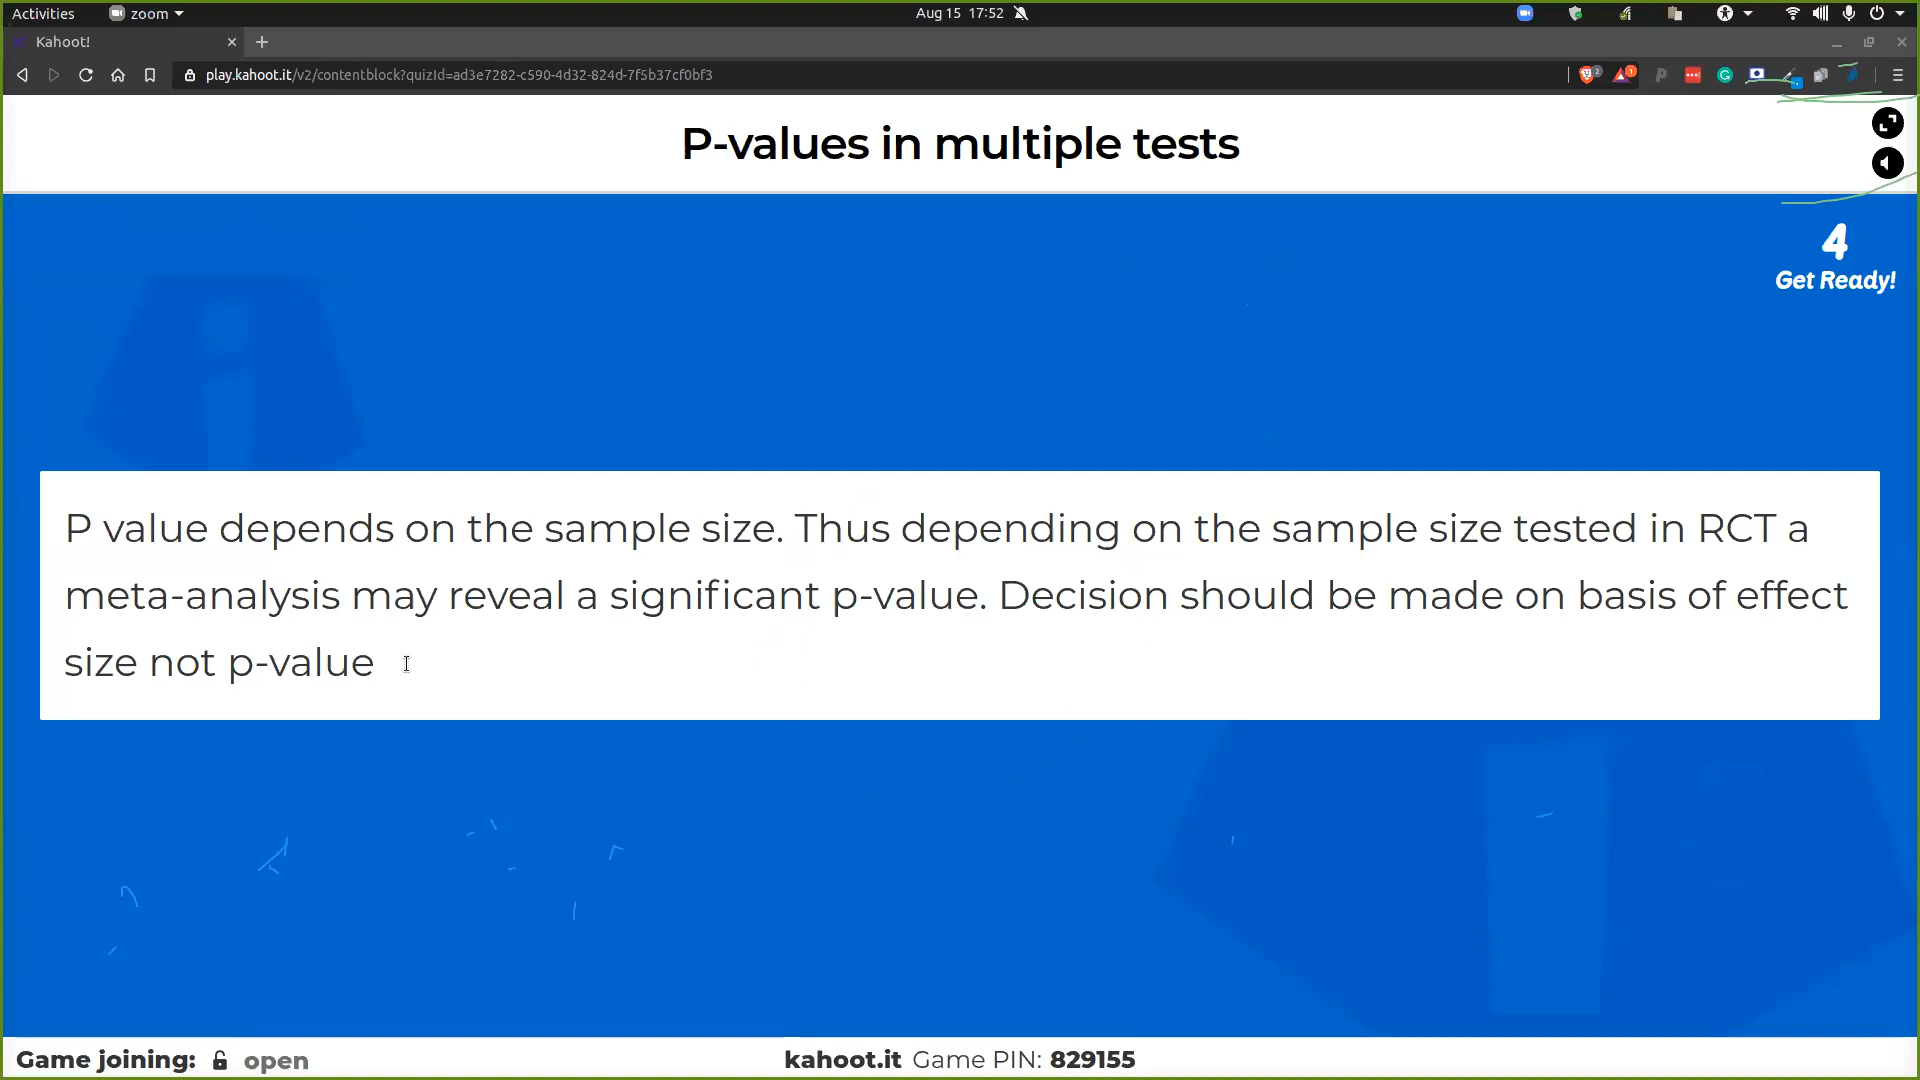 Activities zoom Aug 15 17:52
Kahoot!
play.kahoot.it/v2/contentblock?quizId=ad3e7282-c590-4d32-824d-7f5b37cf0bf3
P-values in multiple tests
4
Get Ready!
P value depends on the sample size. Thus depending on the sample size tested in RCT a
meta-analysis may reveal a significant p-value. Decision should be made on basis of effect
size not p-value
Game joining: open kahoot.it Game PIN: 829155